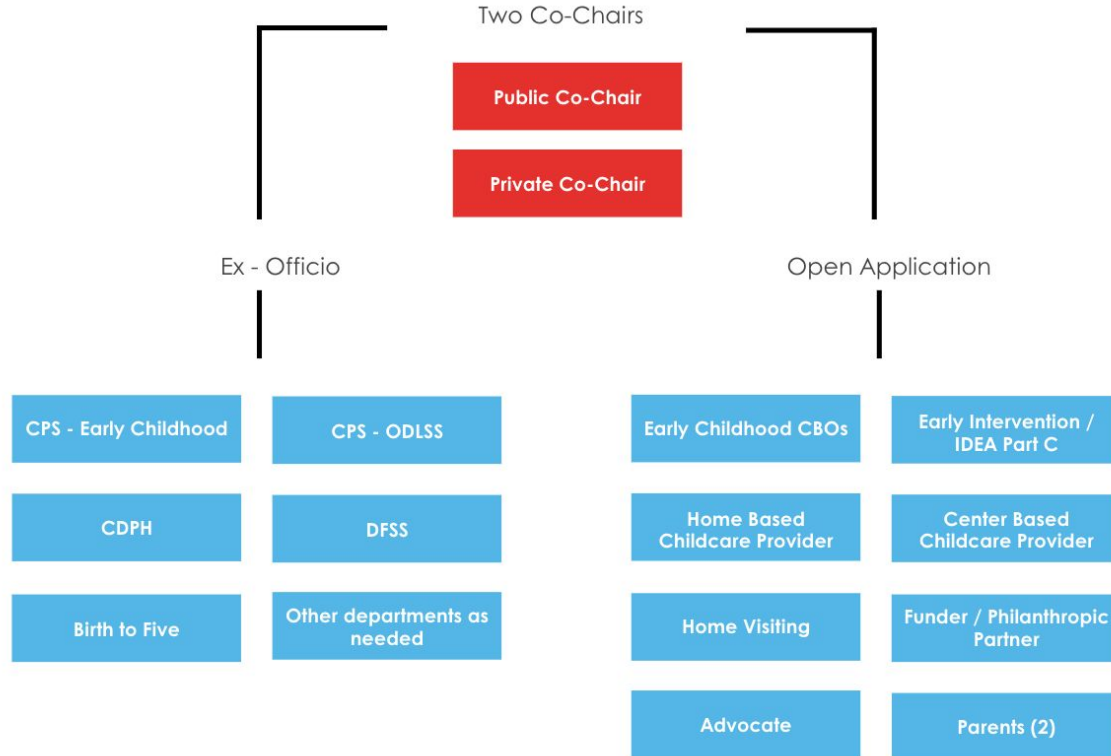 Two Co-Chairs
Public Co-Chair
Private Co-Chair
Ex - Officio
Open Application
CPS - Early Childhood
CPS - ODLSS
CDPH
DFSS
Birth to Five
Other departments as
needed
Early Childhood CBOs
Early Intervention /
IDEA Part C
Home Based
Childcare Provider
Center Based
Childcare Provider
Home Visiting
Funder / Philanthropic
Partner
Advocate
Parents (2)